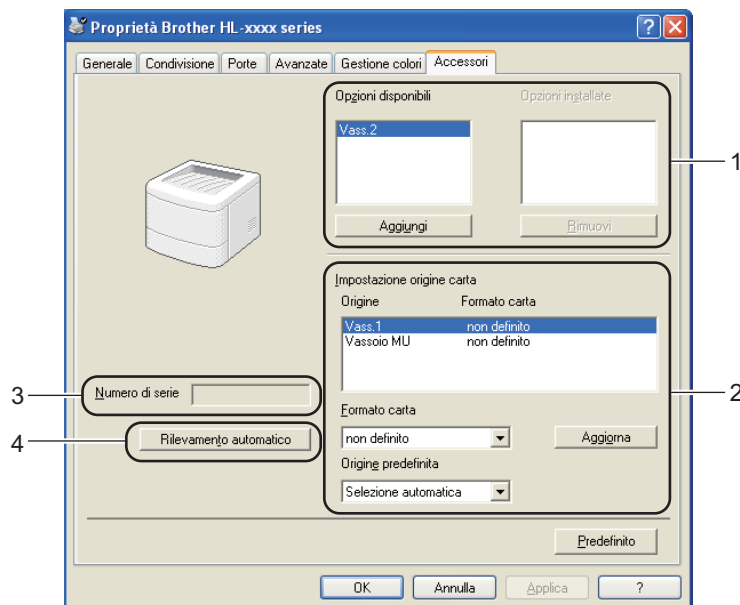 Proprietà Brother HL-xxxx series
Generale Condivisione Porte Avanzate Gestione colori Accessori
Opzioni disponibili Opzioni installate
Vass.2
1
Aggiungi Rimuovi
Impostazione origine carta
Origine Formato carta
Vass.1 non definito
Vassoio MU non definito
2
3 Numero di serie
Formato carta
4 Rilevamento automatico
non definito Aggiorna
Origine predefinita
Selezione automatica
Predefinito
OK Annulla Applica ?